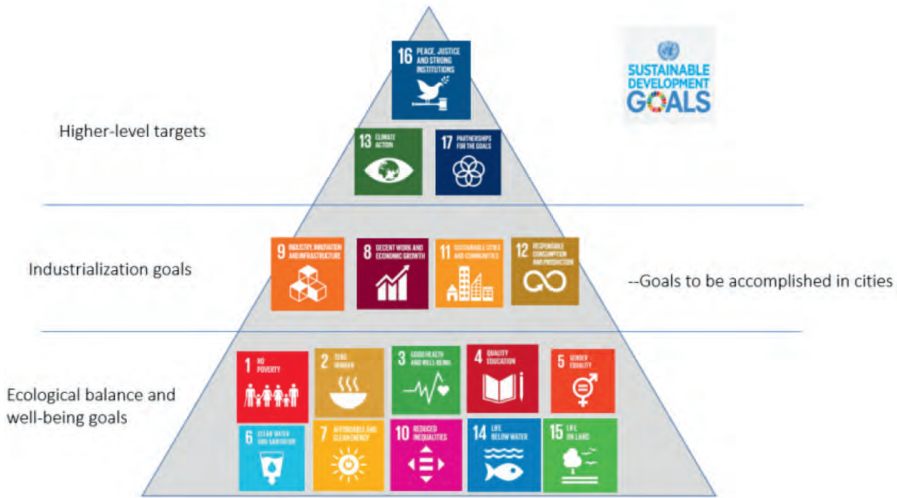 16 PEACE, JUSTICE
AND STRONG
INSTITUTIONS
SUSTAINABLE
DEVELOPMENT
GOALS
Higher-level targets
13 CLIMATE
ACTION
17 PARTNERSHIPS
FOR THE GOALS
9 INDUSTRY, INNOVATION
AND INFRASTRUCTURE
8 DECENT WORK AND
ECONOMIC GROWTH
11 SUSTAINABLE CITIES
AND COMMUNITIES
12 RESPONSIBLE
CONSUMPTION
AND PRODUCTION
Industrialization goals
--Goals to be accomplished in cities
1 NO
POVERTY
2 ZERO
HUNGER
3 GOOD HEALTH
AND WELL-BEING
4 QUALITY
EDUCATION
5 GENDER
EQUALITY
Ecological balance and
well-being goals
6 CLEAN WATER
AND SANITATION
7 AFFORDABLE AND
CLEAN ENERGY
10 REDUCED
INEQUALITIES
14 LIFE
BELOW WATER
15 LIFE
ON LAND